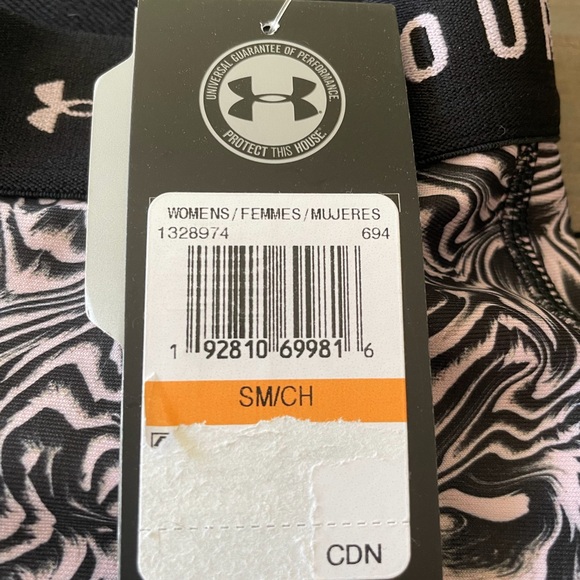 UNIVERSAL GUARANTEE OF PERFORMANCE
PROTECT THIS HOUSE.
OU
WOMENS/FEMMES/MUJERES
1328974 694
1 92810 69981 6
SM/CH
CDN